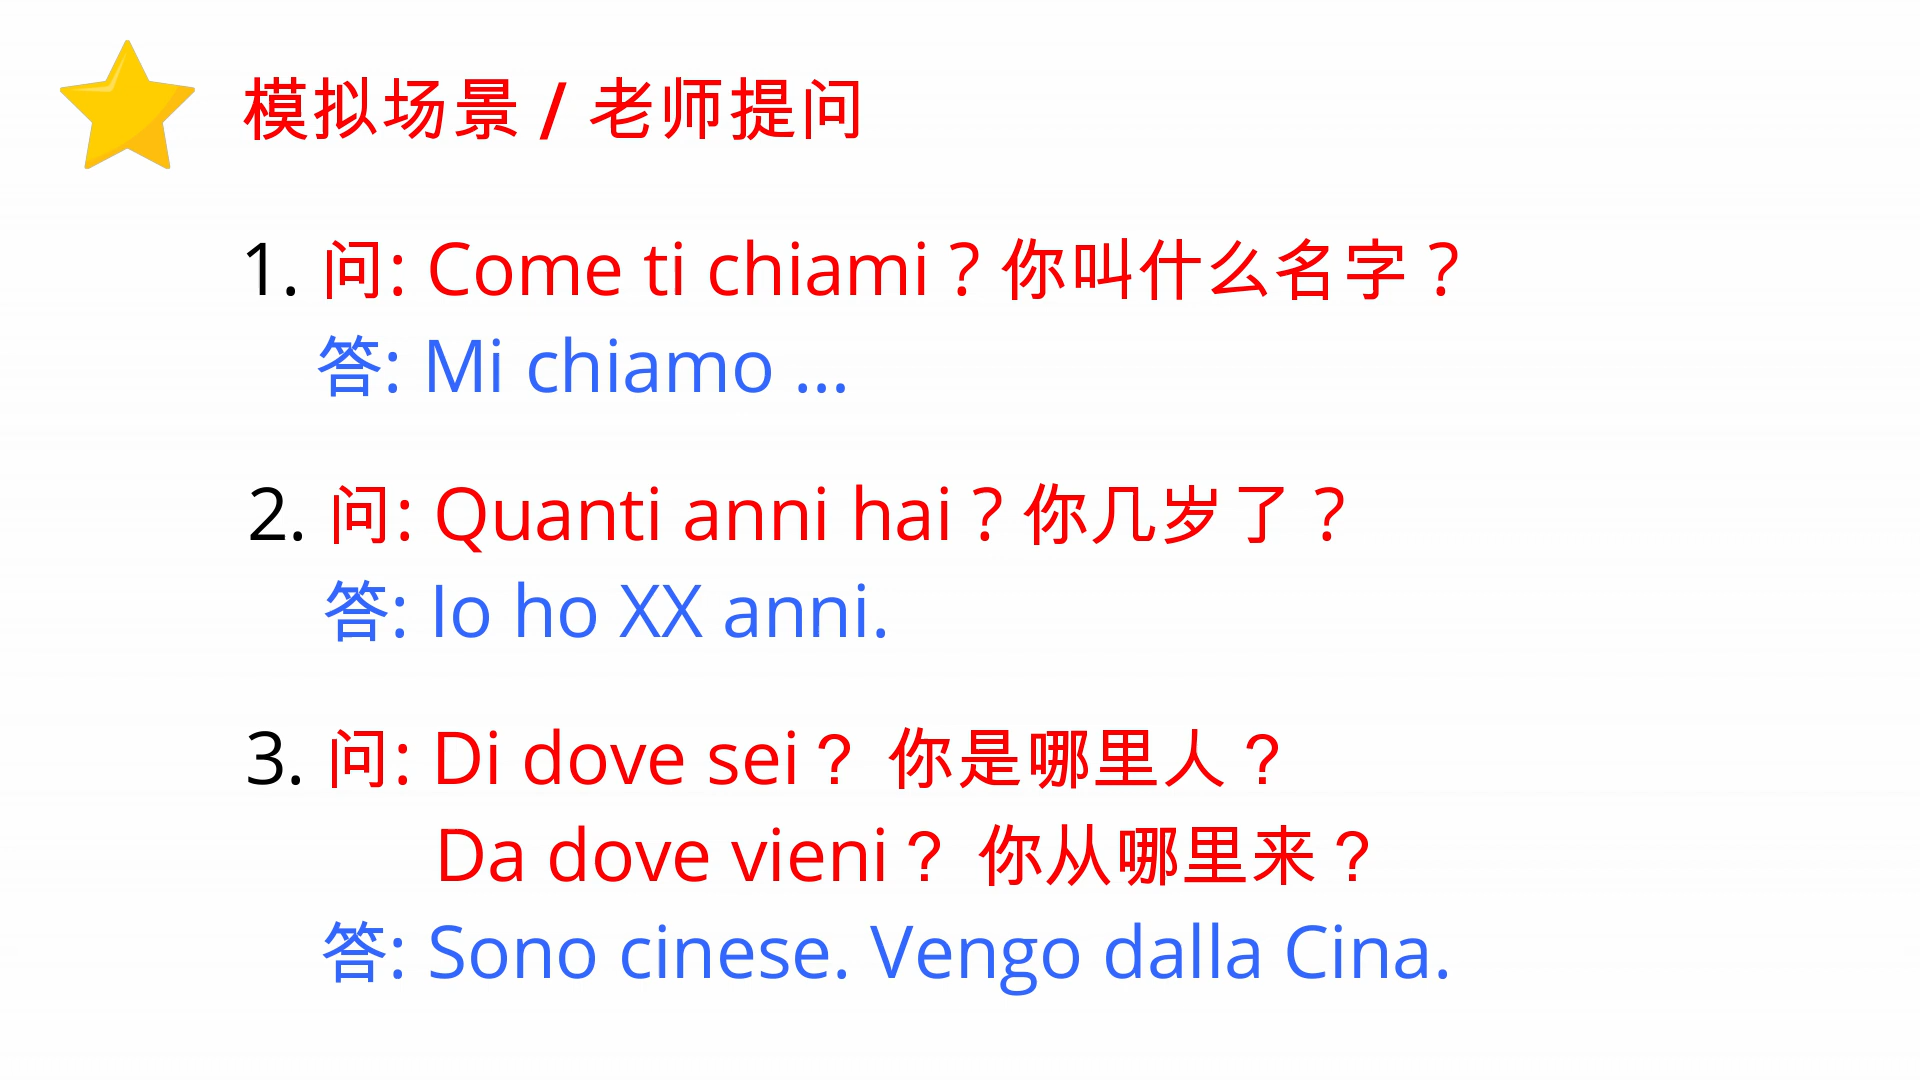 模拟场景 / 老师提问
1. 问: Come ti chiami ? 你叫什么名字 ?
答: Mi chiamo ...
2. 问: Quanti anni hai ? 你几岁了 ?
答: Io ho XX anni.
3. 问: Di dove sei ? 你是哪里人 ?
Da dove vieni ? 你从哪里来 ?
答: Sono cinese. Vengo dalla Cina.